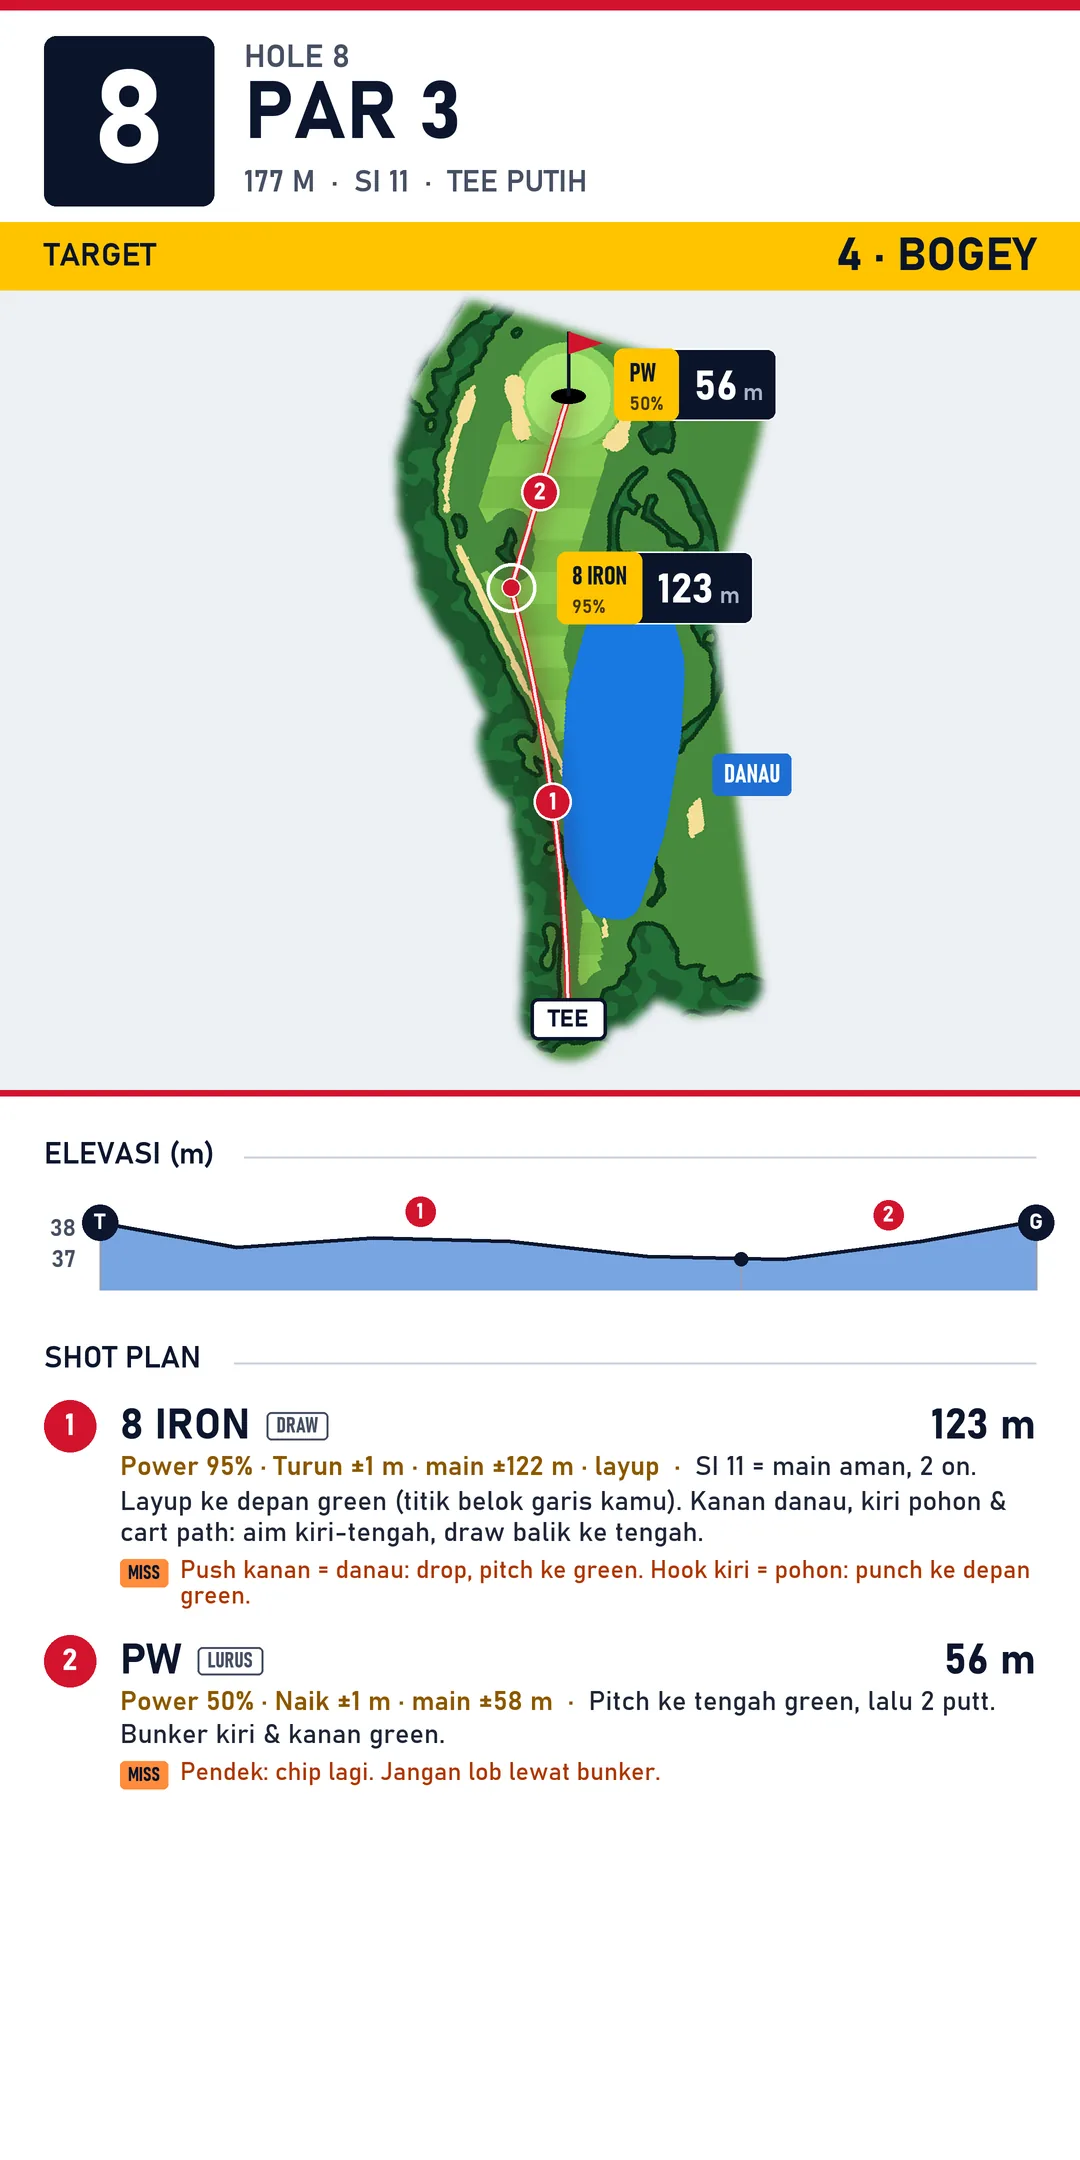 8
HOLE 8
PAR 3
177 M · SI 11 · TEE PUTIH
TARGET
4 · BOGEY
PW
50%
56 m
2
8 IRON
95%
123 m
DANAU
1
TEE
ELEVASI (m)
38
37
T
1
2
G
SHOT PLAN
1
8 IRON
DRAW
123 m
Power 95% · Turun ±1 m · main ±122 m · layup · SI 11 = main aman, 2 on.
Layup ke depan green (titik belok garis kamu). Kanan danau, kiri pohon &
cart path: aim kiri-tengah, draw balik ke tengah.
MISS
Push kanan = danau: drop, pitch ke green. Hook kiri = pohon: punch ke depan
green.
2
PW
LURUS
56 m
Power 50% · Naik ±1 m · main ±58 m · Pitch ke tengah green, lalu 2 putt.
Bunker kiri & kanan green.
MISS
Pendek: chip lagi. Jangan lob lewat bunker.